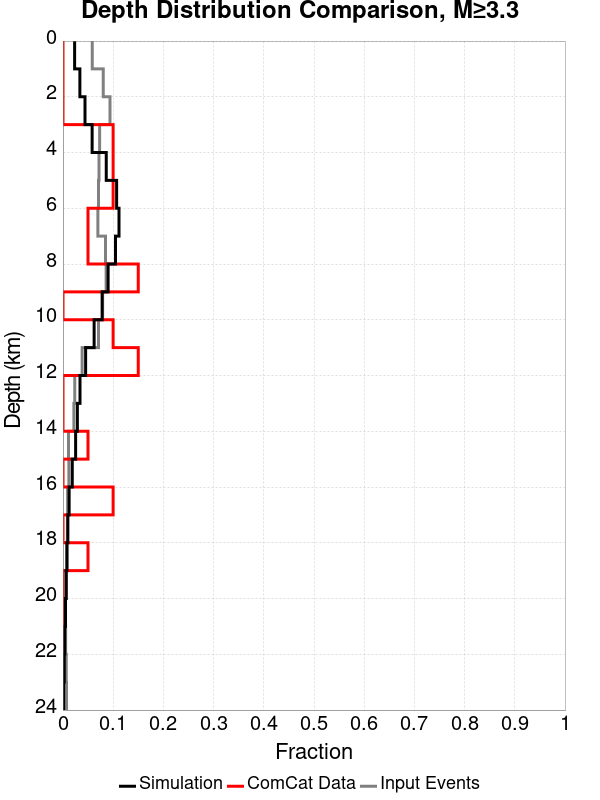 Depth Distribution Comparison, M≥3.3
0
2
4
6
8
10
12
14
16
18
20
22
24
Depth (km)
0 0.1 0.2 0.3 0.4 0.5 0.6 0.7 0.8 0.9 1
Fraction
Simulation ComCat Data Input Events